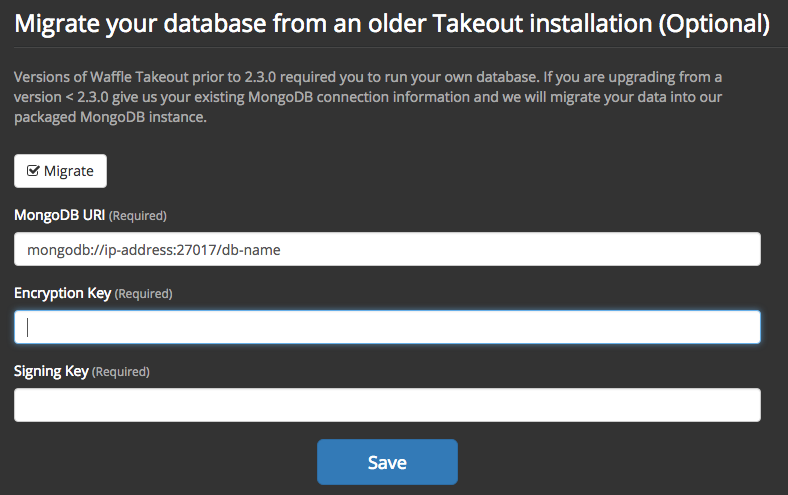 Migrate your database from an older Takeout installation (Optional)
Versions of Waffle Takeout prior to 2.3.0 required you to run your own database. If you are upgrading from a
version < 2.3.0 give us your existing MongoDB connection information and we will migrate your data into our
packaged MongoDB instance.
Migrate
MongoDB URI (Required)
mongodb://ip-address:27017/db-name
Encryption Key (Required)
Signing Key (Required)
Save